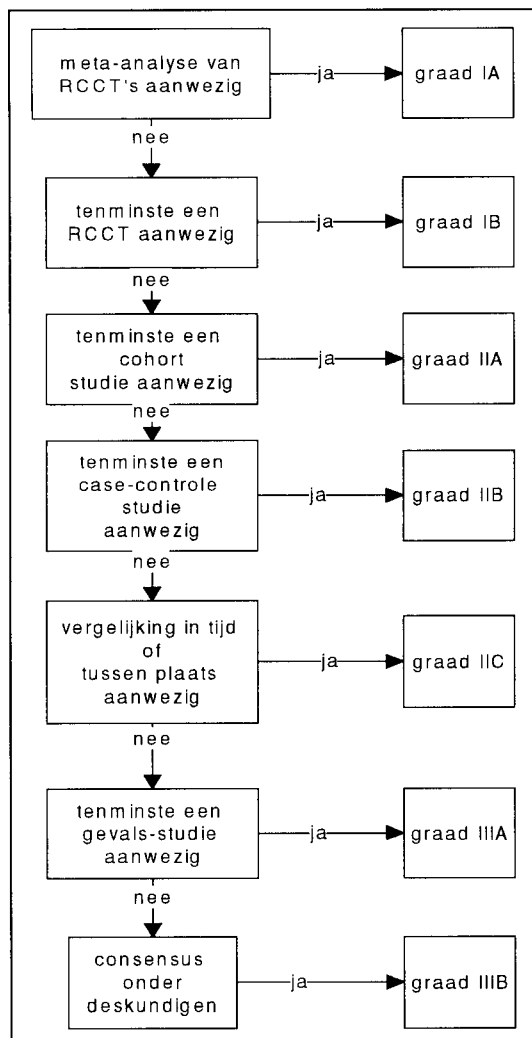 meta-analyse van
RCCT's aanwezig
ja
graad IA
nee
tenminste een
RCCT aanwezig
ja
graad IB
nee
tenminste een
cohort
studie aanwezig
ja
graad IIA
nee
tenminste een
case-controle
studie
aanwezig
ja
graad IIB
nee
vergelijking in tijd
of
tussen plaats
aanwezig
ja
graad IIC
nee
tenminste een
gevals-studie
aanwezig
ja
graad IIIA
nee
consensus
onder
deskundigen
ja
graad IIIB